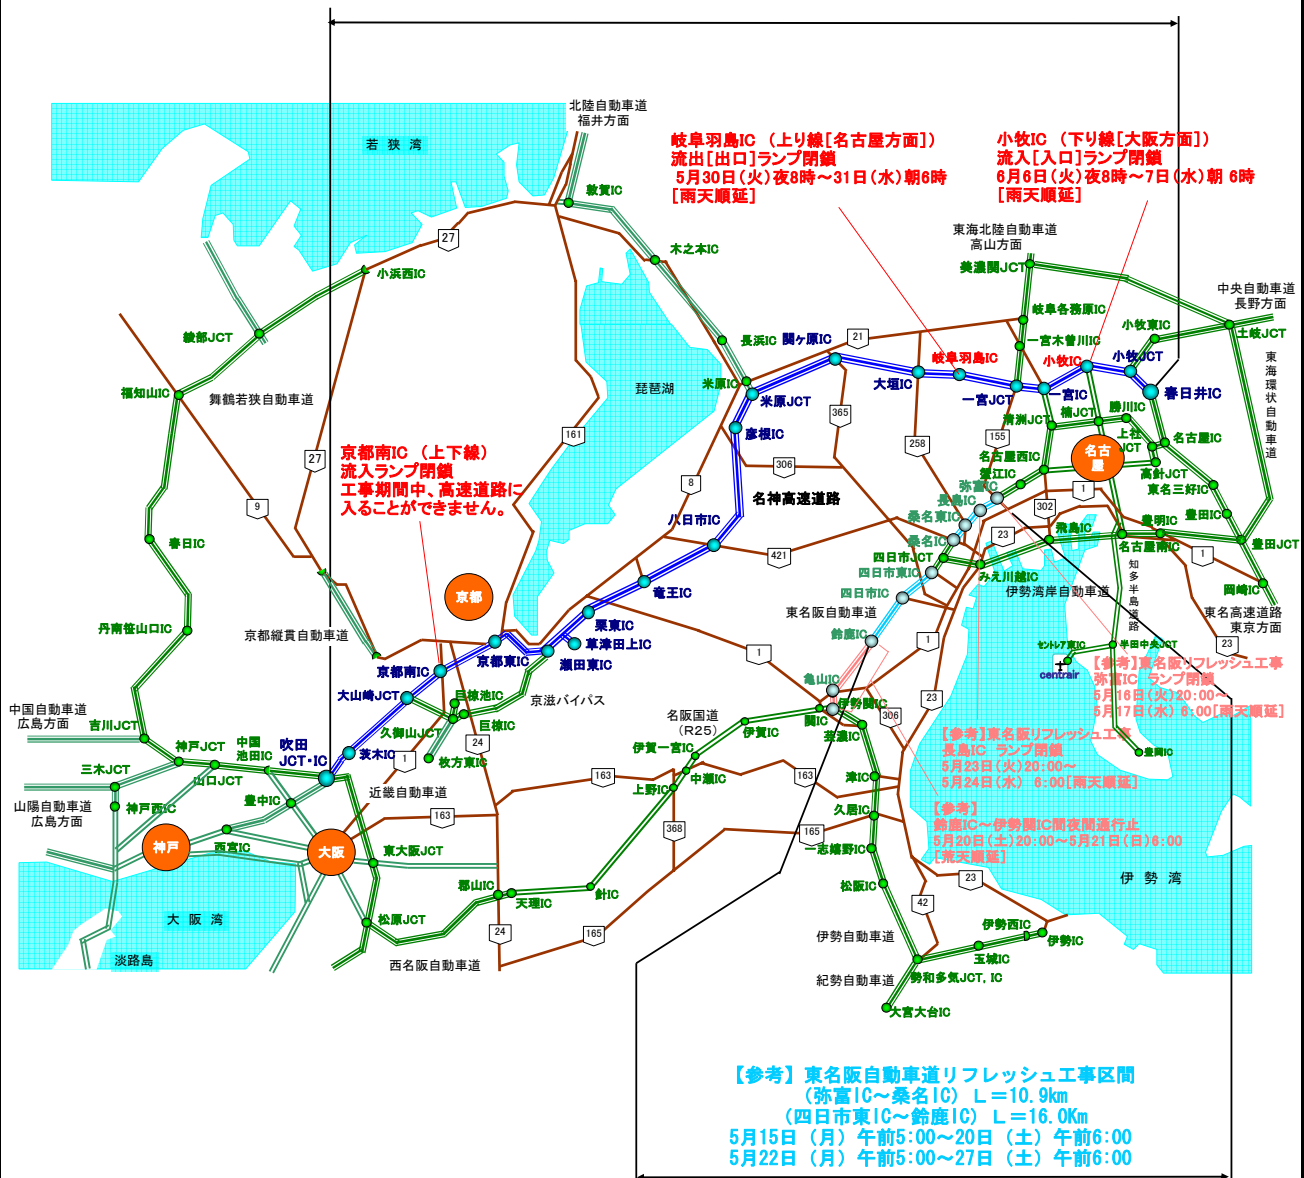 北陸自動車道
福井方面
若 狭 湾
敦賀IC
岐阜羽島IC （上り線[名古屋方面]）
流出[出口]ランプ閉鎖
5月30日(火)夜8時～31日(水)朝6時
[雨天順延]
小牧IC （下り線[大阪方面]）
流入[入口]ランプ閉鎖
6月6日(火)夜8時～7日(水)朝 6時
[雨天順延]
27
木之本IC
小浜西IC
東海北陸自動車道
高山方面
美濃関JCT
中央自動車道
長野方面
綾部JCT
岐阜各務原IC
小牧東IC
土岐JCT
長浜IC
関ヶ原IC
21
一宮木曽川IC
岐阜羽島IC
小牧IC
小牧JCT
東海環状自動車道
福知山IC
舞鶴若狭自動車道
琵琶湖
米原IC
米原JCT
大垣IC
一宮JCT
一宮IC
春日井IC
365
清洲JCT
楠JCT
勝川IC
161
彦根IC
258
155
上社
JCT
名古屋IC
京都南IC （上下線）
流入ランプ閉鎖
工事期間中、高速道路に
入ることができません。
27
306
名古屋西IC
名古
屋
高針JCT
蟹江IC
8
名神高速道路
弥富IC
1
東名三好IC
長島IC
9
302
桑名東IC
八日市IC
豊田IC
豊明IC
春日IC
桑名IC
23
飛島IC
名古屋南IC
豊田JCT
421
四日市JCT
1
四日市東IC
みえ川越IC
知多半島道路
岡崎IC
京都
竜王IC
四日市IC
伊勢湾岸自動車道
東名阪自動車道
東名高速道路
東京方面
丹南篠山口IC
栗東IC
京都縦貫自動車道
鈴鹿IC
1
23
草津田上IC
京都東IC
瀬田東IC
セントレア東IC
半田中央JCT
京都南IC
1
centrair
【参考】東名阪リフレッシュ工事
弥富IC ランプ閉鎖
5月16日(火)20:00～
5月17日(水) 6:00[雨天順延]
亀山IC
大山崎JCT
巨椋池IC
京滋バイパス
23
伊勢関IC
中国自動車道
広島方面
吉川JCT
久御山JCT
巨椋IC
名阪国道
(R25)
関IC
306
芸濃IC
伊賀IC
【参考】東名阪リフレッシュ工事
長島IC ランプ閉鎖
5月23日(火)20:00～
5月24日(水) 6:00[雨天順延]
神戸JCT
中国
池田IC
吹田
JCT・IC
24
伊賀一宮IC
豊岡IC
茨木IC
1
枚方東IC
三木JCT
山口JCT
163
中瀬IC
163
津IC
上野IC
山陽自動車道
広島方面
神戸西IC
豊中IC
近畿自動車道
163
久居IC
【参考】
鈴鹿IC～伊勢関IC間夜間通行止
5月20日(土)20:00～5月21日(日)6:00
[荒天順延]
368
165
神戸
西宮IC
大阪
東大阪JCT
一志嬉野IC
伊 勢 湾
23
郡山IC
天理IC
針IC
松阪IC
42
大 阪 湾
松原JCT
24
165
伊勢自動車道
伊勢西IC
伊勢IC
淡路島
西名阪自動車道
玉城IC
紀勢自動車道
勢和多気JCT, IC
大宮大台IC
【参考】東名阪自動車道リフレッシュ工事区間
(弥富IC～桑名IC) L＝10.9km
(四日市東IC～鈴鹿IC) L＝16.0Km
5月15日（月）午前5:00～20日（土）午前6:00
5月22日（月）午前5:00～27日（土）午前6:00